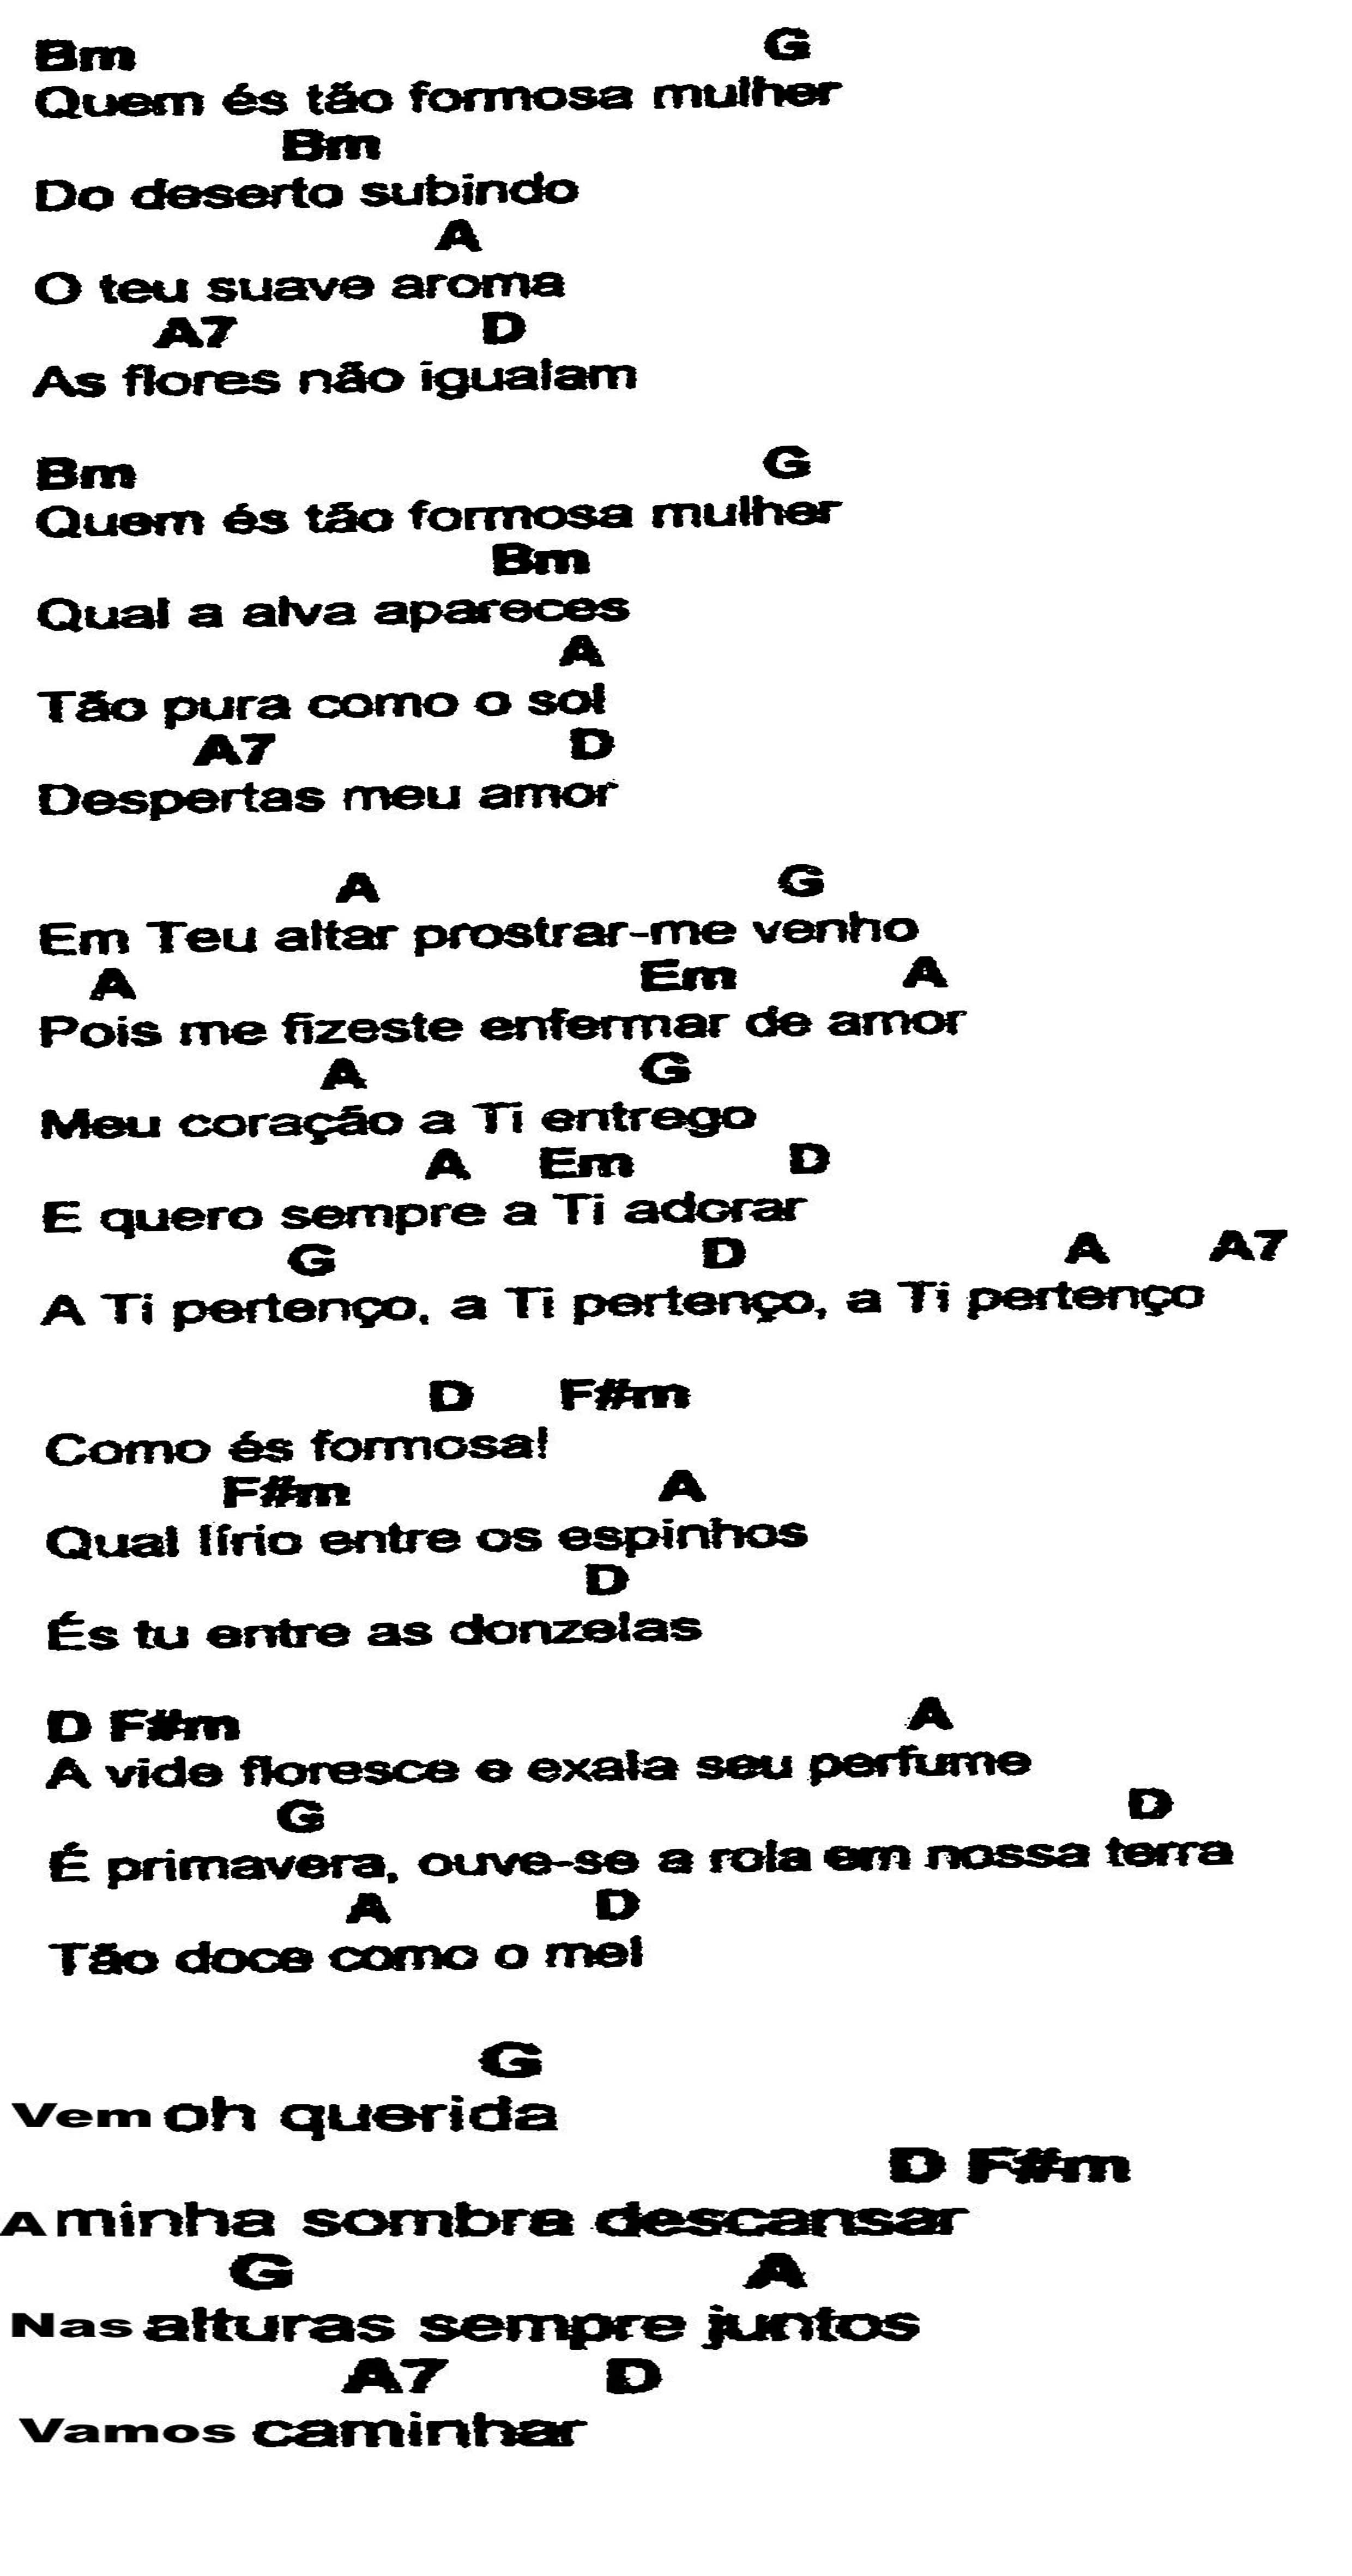 Bm G
Quem és tão formosa mulher
Bm
Do deserto subindo
A
O teu suave aroma
A7 D
As flores não igualam
Bm G
Quem és tão formosa mulher
Bm
Qual a alva apareces
A
Tão pura como o sol
A7 D
Despertas meu amor
A G
Em Teu altar prostrar-me venho
A Em A
Pois me fizeste enfermar de amor
A G
Meu coração a Ti entrego
A Em D
E quero sempre a Ti adorar
G D A A7
A Ti pertenço, a Ti pertenço, a Ti pertenço
D F#m
Como és formosa!
F#m A
Qual lírio entre os espinhos
D
És tu entre as donzelas
D F#m A
A vide floresce e exala seu perfume
G D
É primavera, ouve-se a rola em nossa terra
A D
Tão doce como o mel
G
Vem oh querida
D F#m
A minha sombra descansar
G A
Nas alturas sempre juntos
A7 D
Vamos caminhar